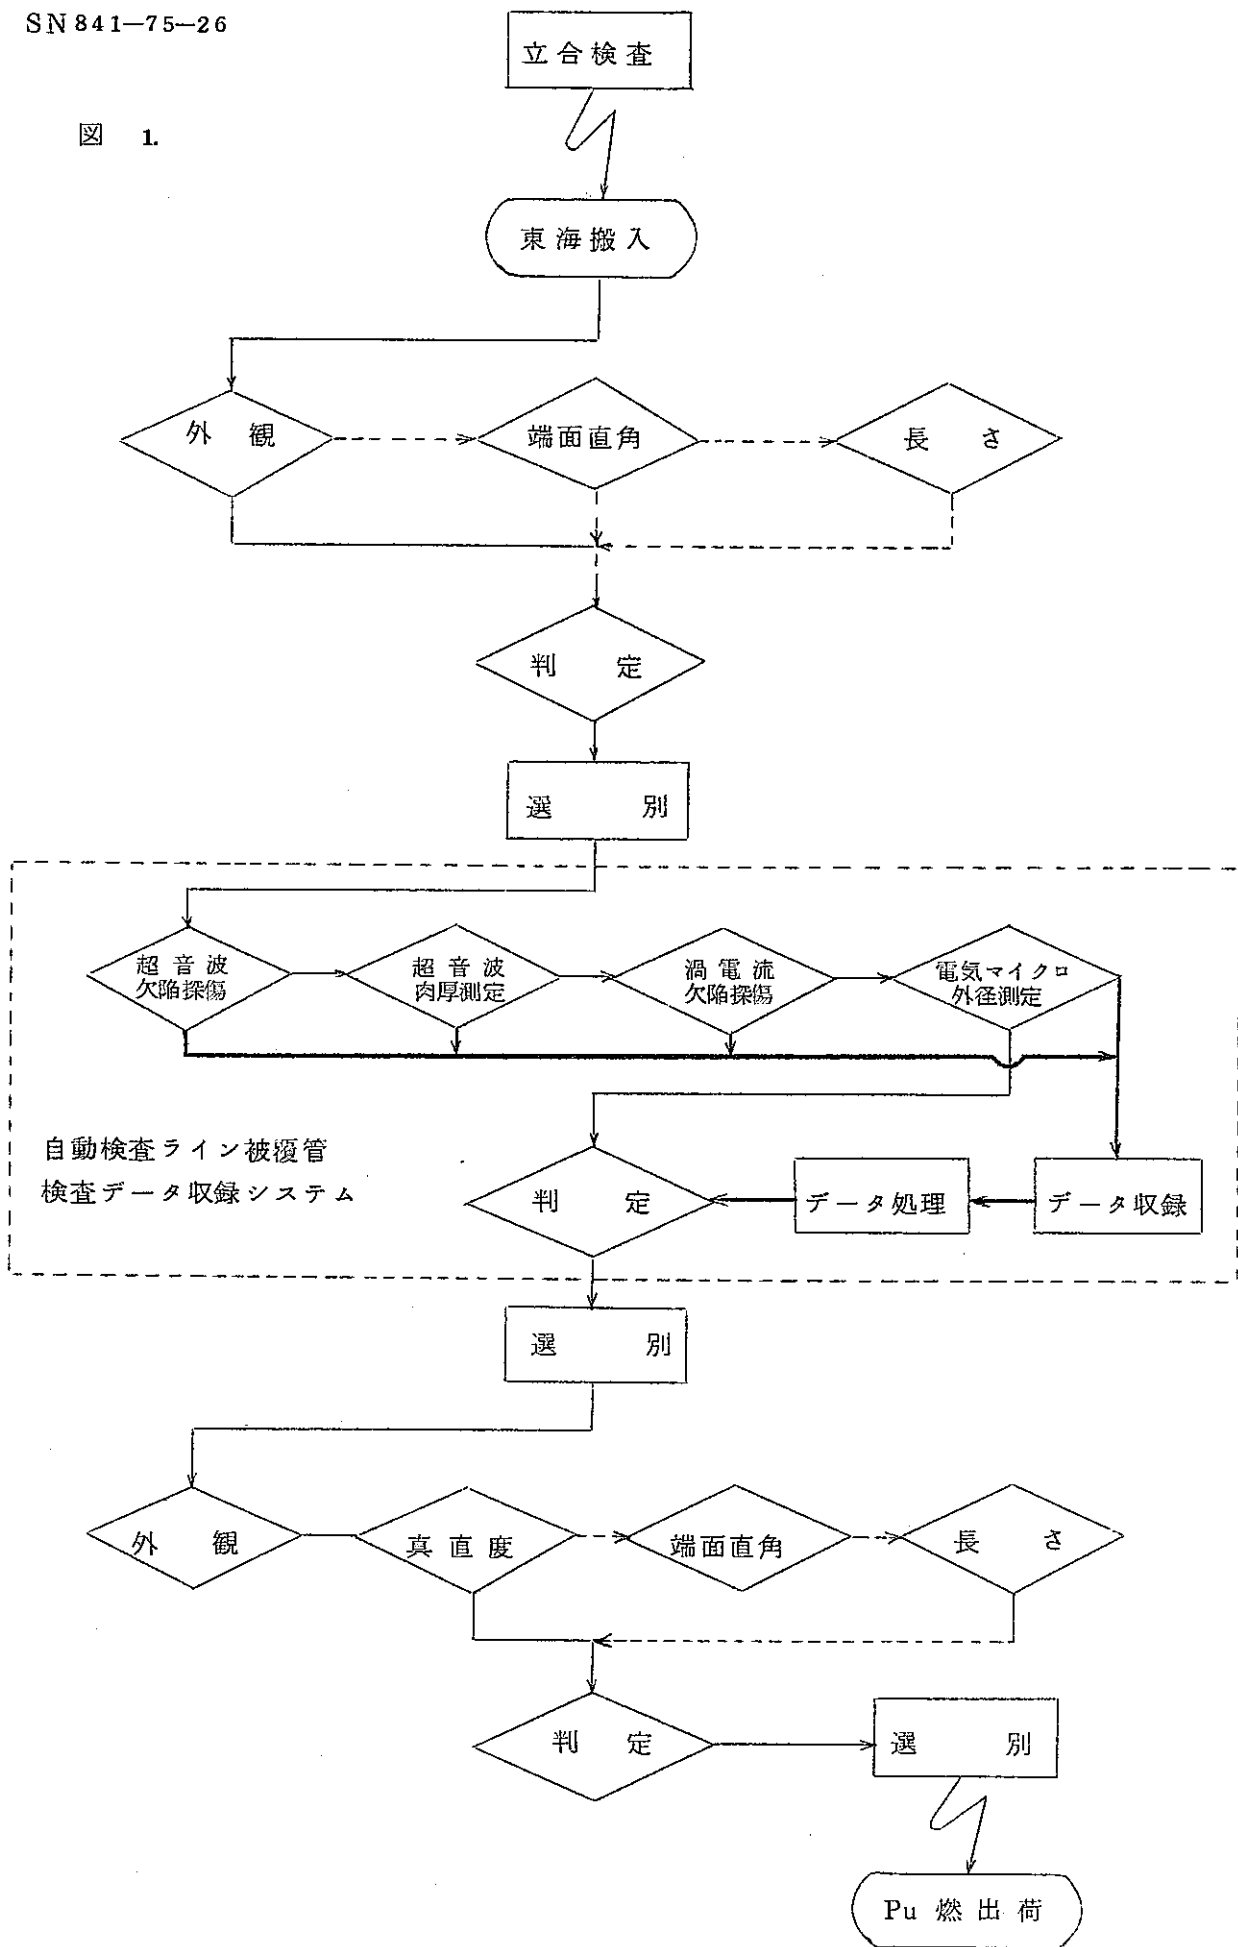 SN841-75-26
図 1.
立合検査
東海搬入
外観
端面直角
長さ
判定
選別
超音波
欠陥探傷
超音波
肉厚測定
渦電流
欠陥探傷
電気マイクロ
外径測定
自動検査ライン被覆管
検査データ収録システム
判定
データ処理
データ収録
選別
外観
真直度
端面直角
長さ
判定
選別
Pu 燃出荷